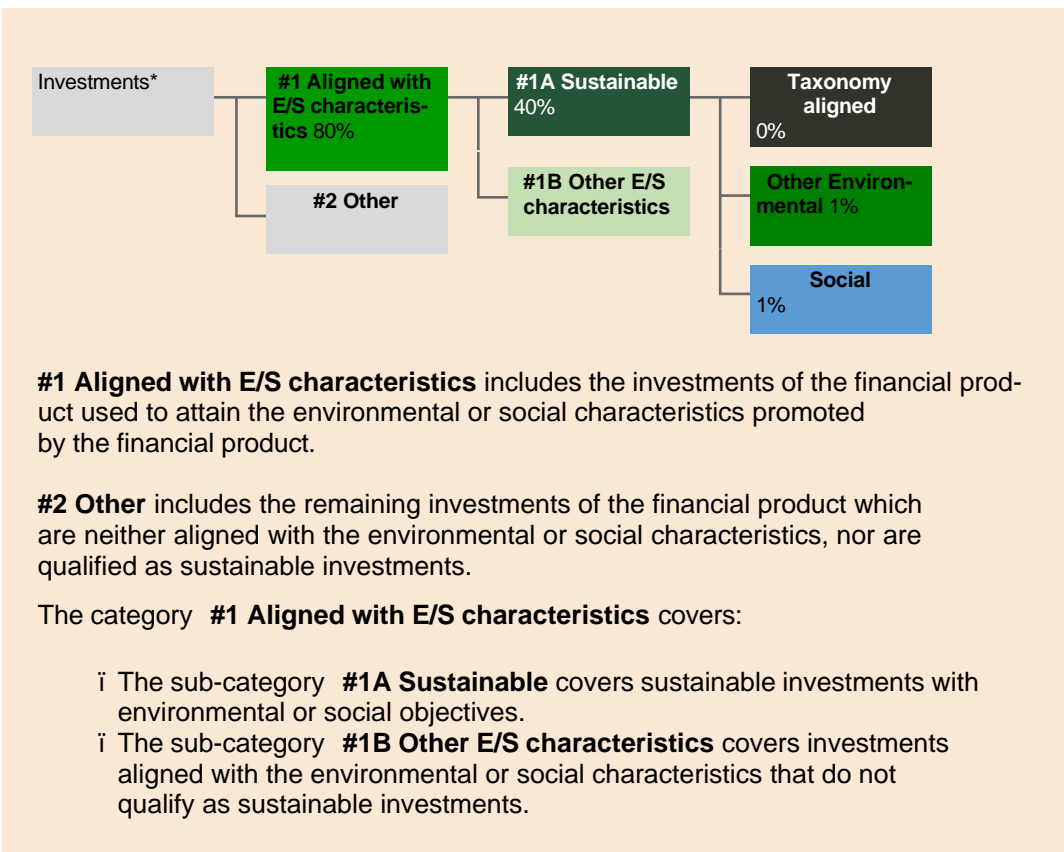 Investments*
#1 Aligned with
E/S characteris-
tics 80%
#2 Other
#1A Sustainable
40%
#1B Other E/S
characteristics
Taxonomy
aligned
0%
Other Environ-
mental 1%
Social
1%
#1 Aligned with E/S characteristics includes the investments of the financial prod-
uct used to attain the environmental or social characteristics promoted
by the financial product.
#2 Other includes the remaining investments of the financial product which
are neither aligned with the environmental or social characteristics, nor are
qualified as sustainable investments.
The category #1 Aligned with E/S characteristics covers:
ï The sub-category #1A Sustainable covers sustainable investments with
environmental or social objectives.
ï The sub-category #1B Other E/S characteristics covers investments
aligned with the environmental or social characteristics that do not
qualify as sustainable investments.